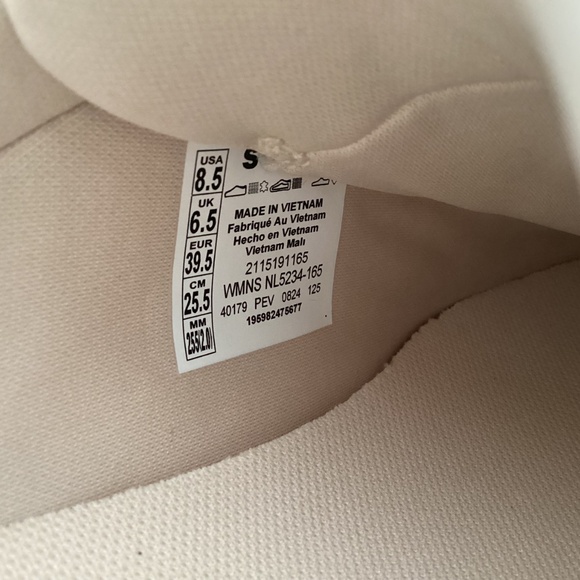 USA
8.5
UK
6.5
EUR
39.5
CM
25.5
MM
255(2.0)
S
MADE IN VIETNAM
Fabriqué Au Vietnam
Hecho en Vietnam
Vietnam Malı
2115191165
WMNS NL5234-165
40179 PEV 0824 125
195982475677